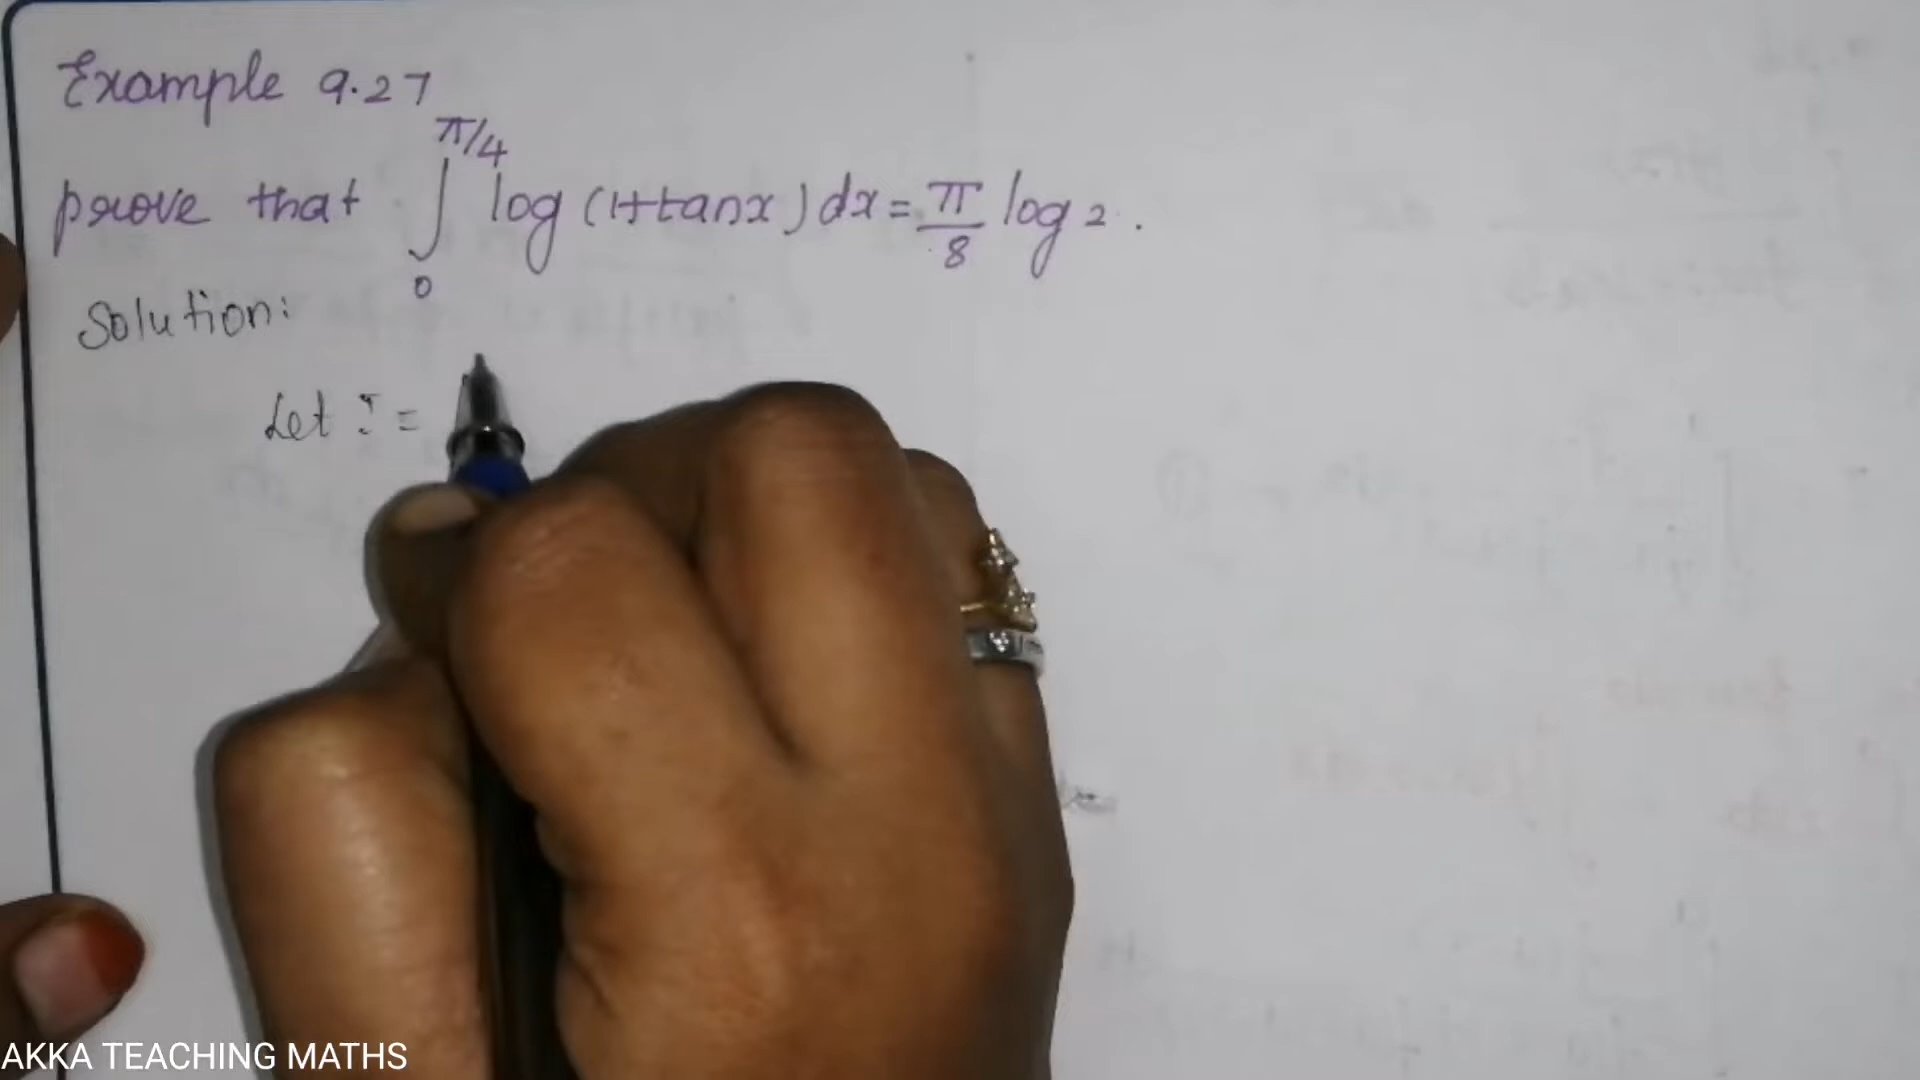 Example 9.27
prove that ∫₀^π/4 log (1+tanx) dx = π/8 log 2.
Solution:
Let I =
AKKA TEACHING MATHS